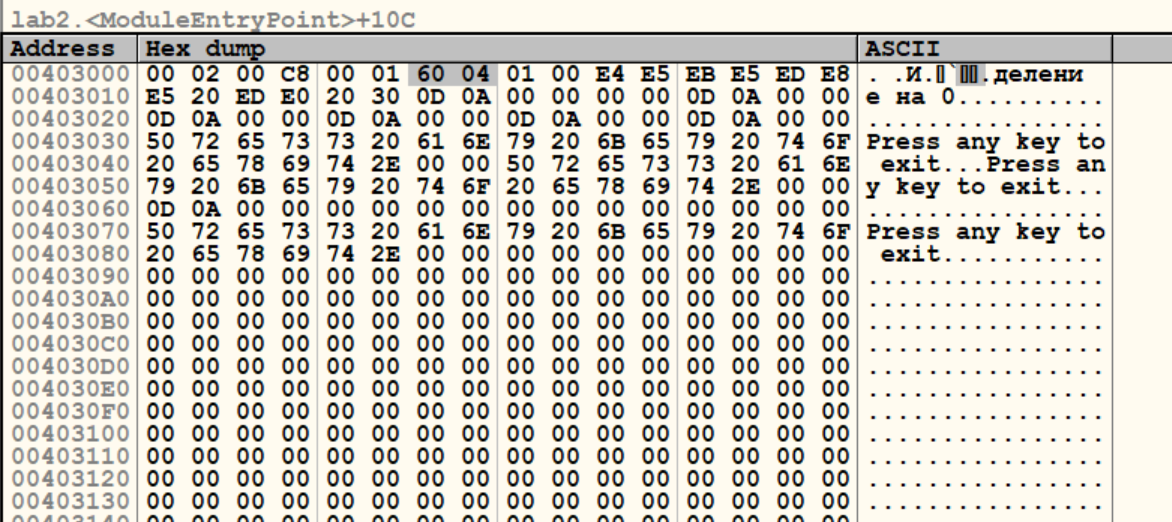 lab2.<ModuleEntryPoint>+10C
Address Hex dump ASCII
00403000 00 02 00 C8 00 01 60 04 01 00 E4 E5 EB E5 ED E8 . .И.▯`▯▯.делени
00403010 E5 20 ED E0 20 30 0D 0A 00 00 00 00 0D 0A 00 00 е на 0..........
00403020 0D 0A 00 00 0D 0A 00 00 0D 0A 00 00 0D 0A 00 00 ................
00403030 50 72 65 73 73 20 61 6E 79 20 6B 65 79 20 74 6F Press any key to
00403040 20 65 78 69 74 2E 00 00 50 72 65 73 73 20 61 6E  exit...Press an
00403050 79 20 6B 65 79 20 74 6F 20 65 78 69 74 2E 00 00 y key to exit...
00403060 0D 0A 00 00 00 00 00 00 00 00 00 00 00 00 00 00 ................
00403070 50 72 65 73 73 20 61 6E 79 20 6B 65 79 20 74 6F Press any key to
00403080 20 65 78 69 74 2E 00 00 00 00 00 00 00 00 00 00  exit...........
00403090 00 00 00 00 00 00 00 00 00 00 00 00 00 00 00 00 ................
004030A0 00 00 00 00 00 00 00 00 00 00 00 00 00 00 00 00 ................
004030B0 00 00 00 00 00 00 00 00 00 00 00 00 00 00 00 00 ................
004030C0 00 00 00 00 00 00 00 00 00 00 00 00 00 00 00 00 ................
004030D0 00 00 00 00 00 00 00 00 00 00 00 00 00 00 00 00 ................
004030E0 00 00 00 00 00 00 00 00 00 00 00 00 00 00 00 00 ................
004030F0 00 00 00 00 00 00 00 00 00 00 00 00 00 00 00 00 ................
00403100 00 00 00 00 00 00 00 00 00 00 00 00 00 00 00 00 ................
00403110 00 00 00 00 00 00 00 00 00 00 00 00 00 00 00 00 ................
00403120 00 00 00 00 00 00 00 00 00 00 00 00 00 00 00 00 ................
00403130 00 00 00 00 00 00 00 00 00 00 00 00 00 00 00 00 ................